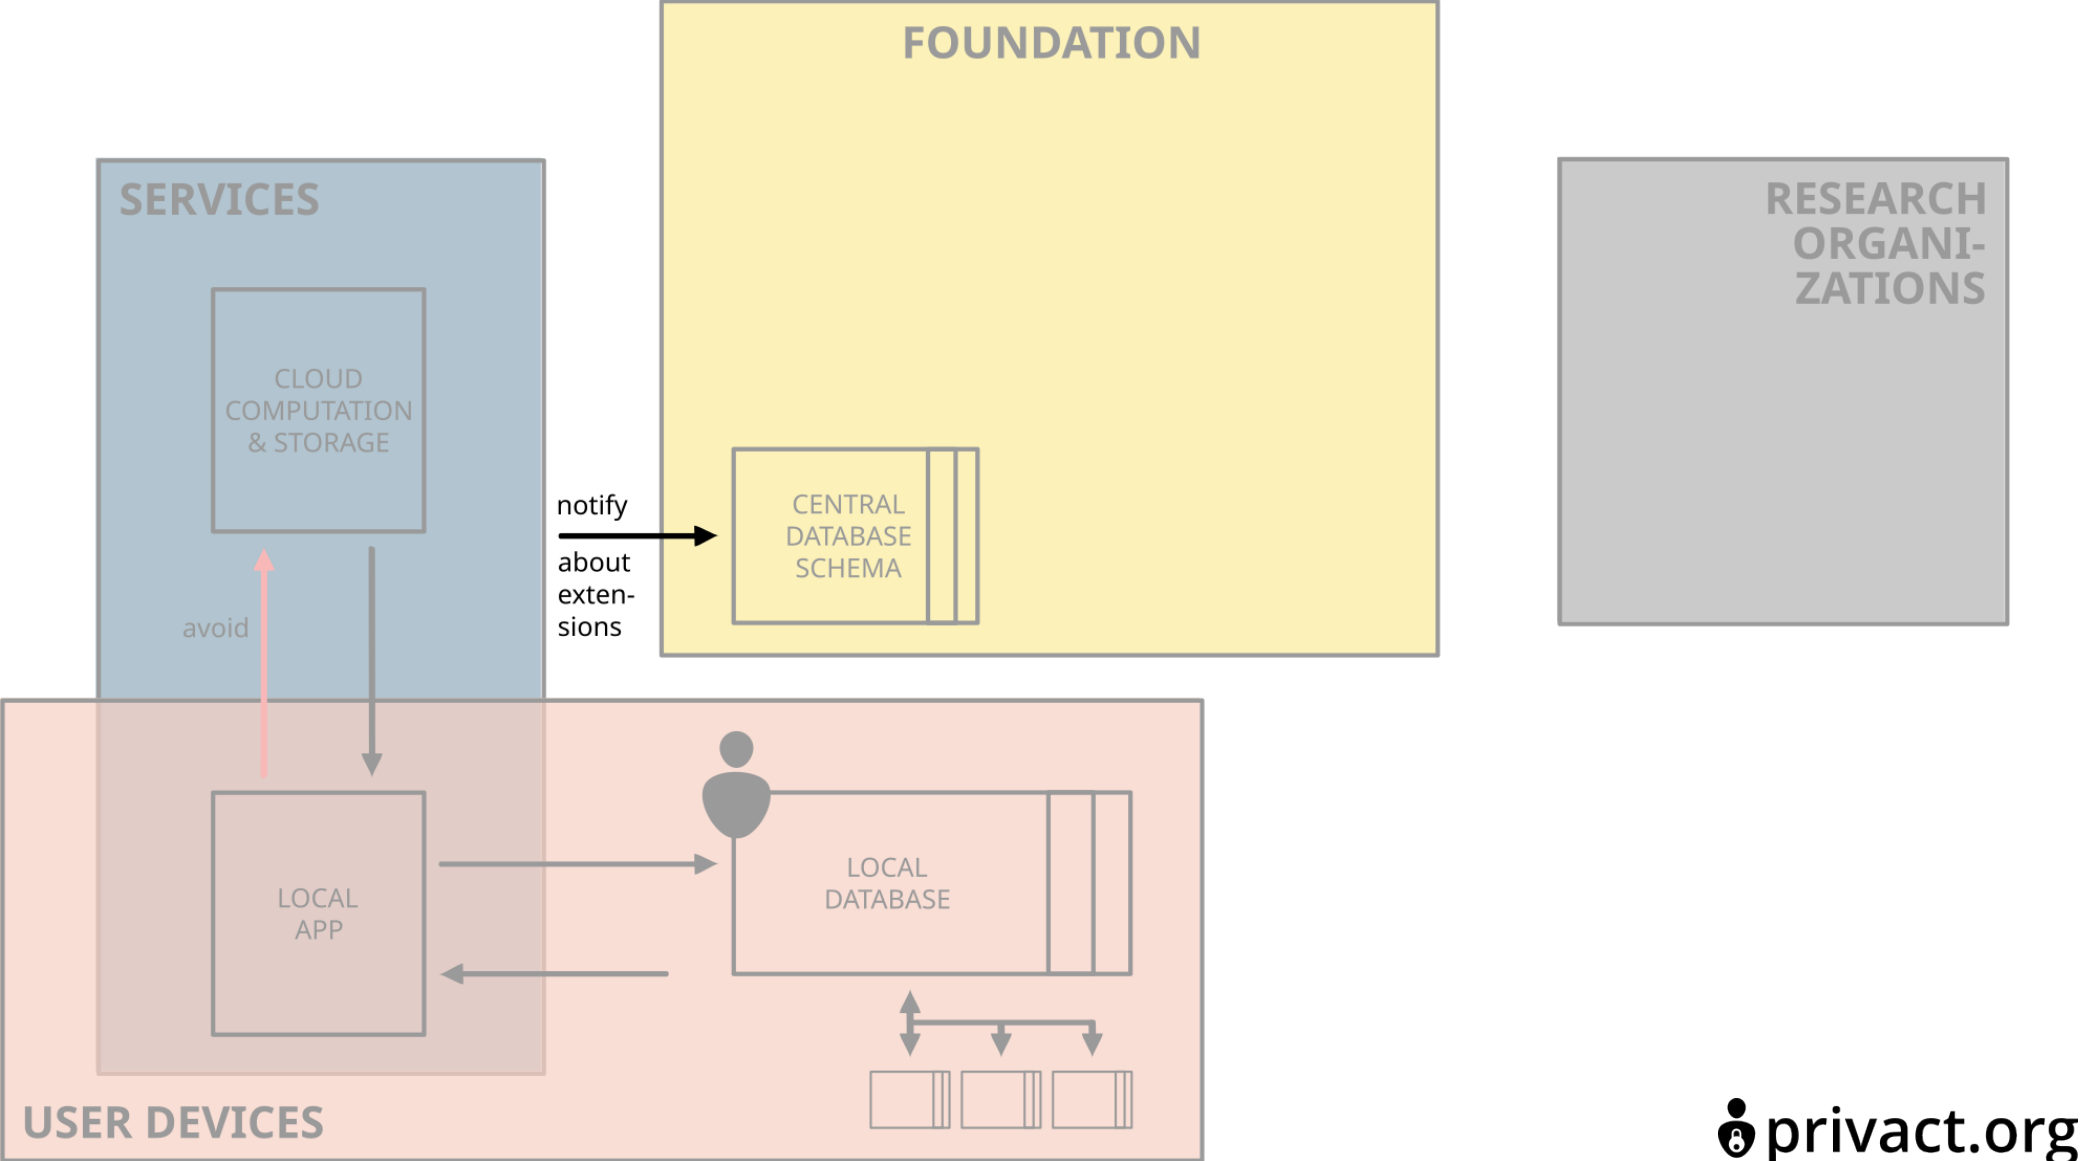 FOUNDATION
SERVICES
RESEARCH
ORGANI-
ZATIONS
CLOUD
COMPUTATION
& STORAGE
notify
about
exten-
sions
CENTRAL
DATABASE
SCHEMA
avoid
LOCAL
APP
LOCAL
DATABASE
USER DEVICES
privact.org